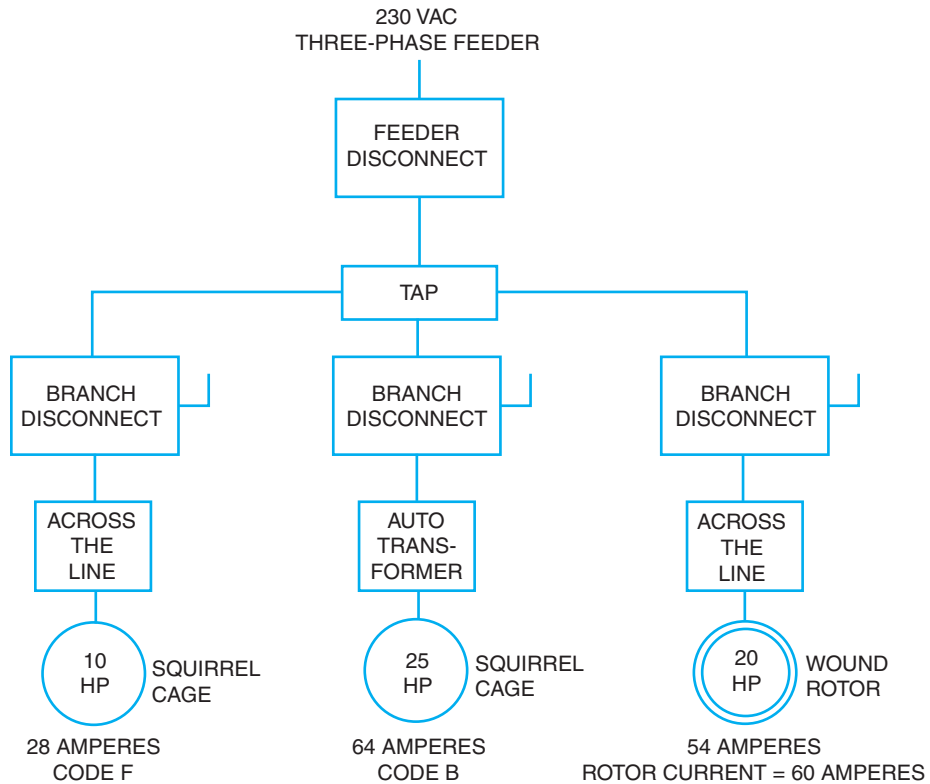 230 VAC
THREE-PHASE FEEDER
FEEDER
DISCONNECT
TAP
BRANCH
DISCONNECT
BRANCH
DISCONNECT
BRANCH
DISCONNECT
ACROSS
THE
LINE
AUTO
TRANS-
FORMER
ACROSS
THE
LINE
10
HP
SQUIRREL
CAGE
25
HP
SQUIRREL
CAGE
20
HP
WOUND
ROTOR
28 AMPERES
CODE F
64 AMPERES
CODE B
54 AMPERES
ROTOR CURRENT = 60 AMPERES